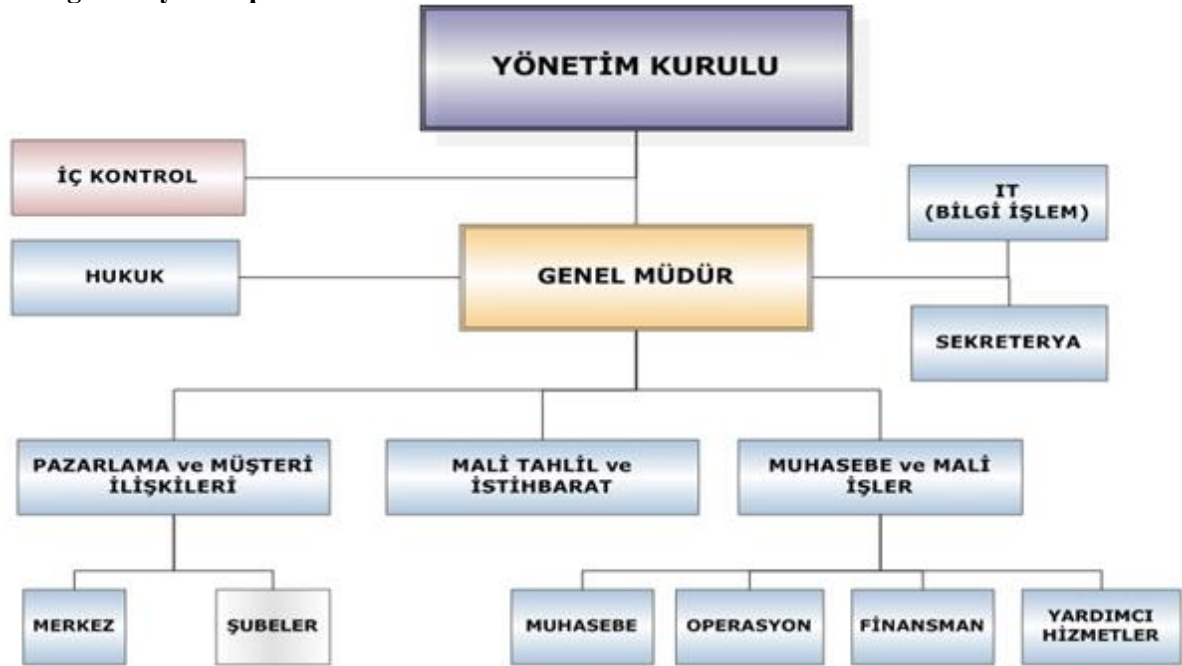 YÖNETİM KURULU
İÇ KONTROL
IT
(BİLGİ İŞLEM)
HUKUK
GENEL MÜDÜR
SEKRETERYA
PAZARLAMA ve MÜŞTERİ
İLİŞKİLERİ
MALİ TAHLİL ve
İSTİHBARAT
MUHASEBE ve MALİ
İŞLER
MERKEZ
ŞUBELER
MUHASEBE
OPERASYON
FİNANSMAN
YARDIMCI
HİZMETLER